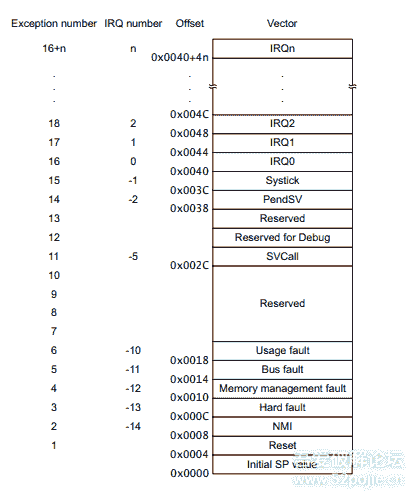 Exception number IRQ number Offset Vector
16+n n IRQn
0x0040+4n
. . . .
. . . .
. . . .
0x004C
18 2 IRQ2
0x0048
17 1 IRQ1
0x0044
16 0 IRQ0
0x0040
15 -1 Systick
0x003C
14 -2 PendSV
0x0038
13 Reserved
12 Reserved for Debug
11 -5 SVCall
0x002C
10
9
Reserved
8
7
6 -10 Usage fault
0x0018
5 -11 Bus fault
0x0014
4 -12 Memory management fault
0x0010
3 -13 Hard fault
0x000C
2 -14 NMI
0x0008
1 Reset
0x0004
Initial SP value
0x0000
www.52pojie.cn